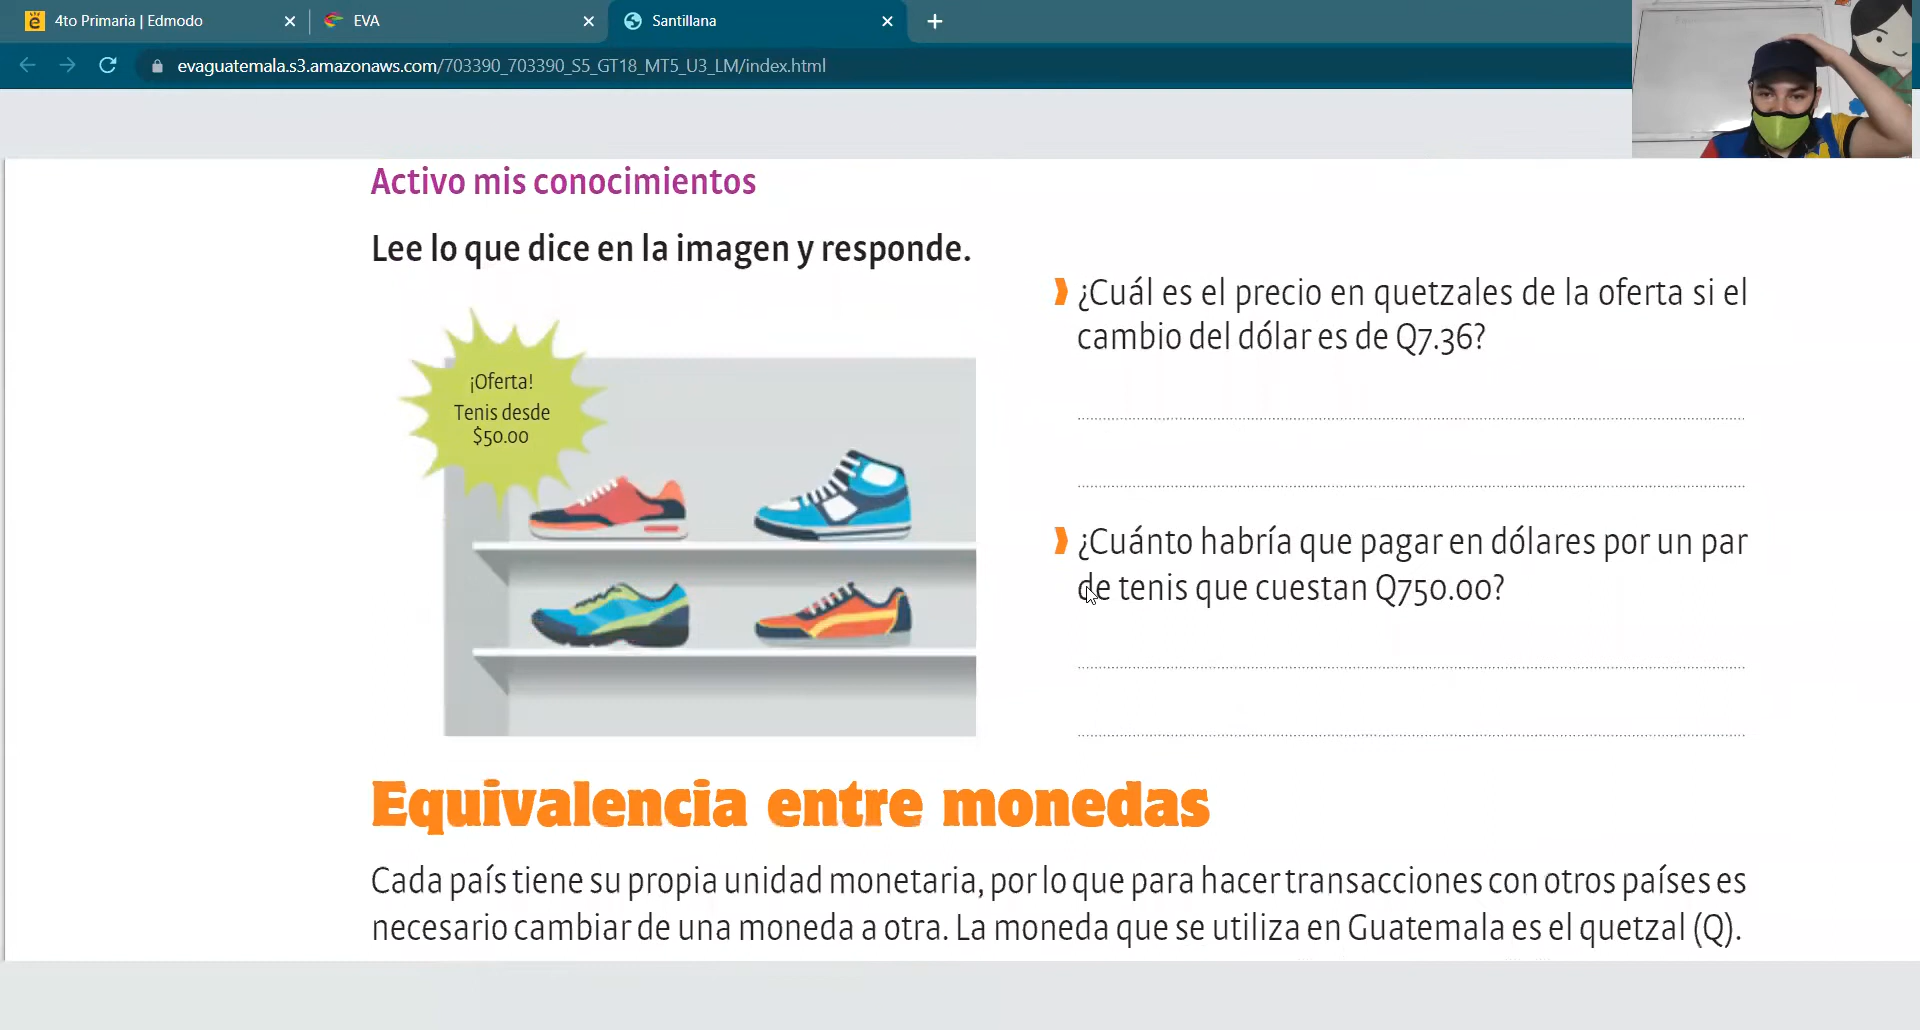 4to Primaria | Edmodo
EVA
Santillana
evaguatemala.s3.amazonaws.com/703390_703390_S5_GT18_MT5_U3_LM/index.html
Activo mis conocimientos
Lee lo que dice en la imagen y responde.
¡Oferta!
Tenis desde
$50.00
¿Cuál es el precio en quetzales de la oferta si el
cambio del dólar es de Q7.36?
¿Cuánto habría que pagar en dólares por un par
de tenis que cuestan Q750.00?
Equivalencia entre monedas
Cada país tiene su propia unidad monetaria, por lo que para hacer transacciones con otros países es
necesario cambiar de una moneda a otra. La moneda que se utiliza en Guatemala es el quetzal (Q).